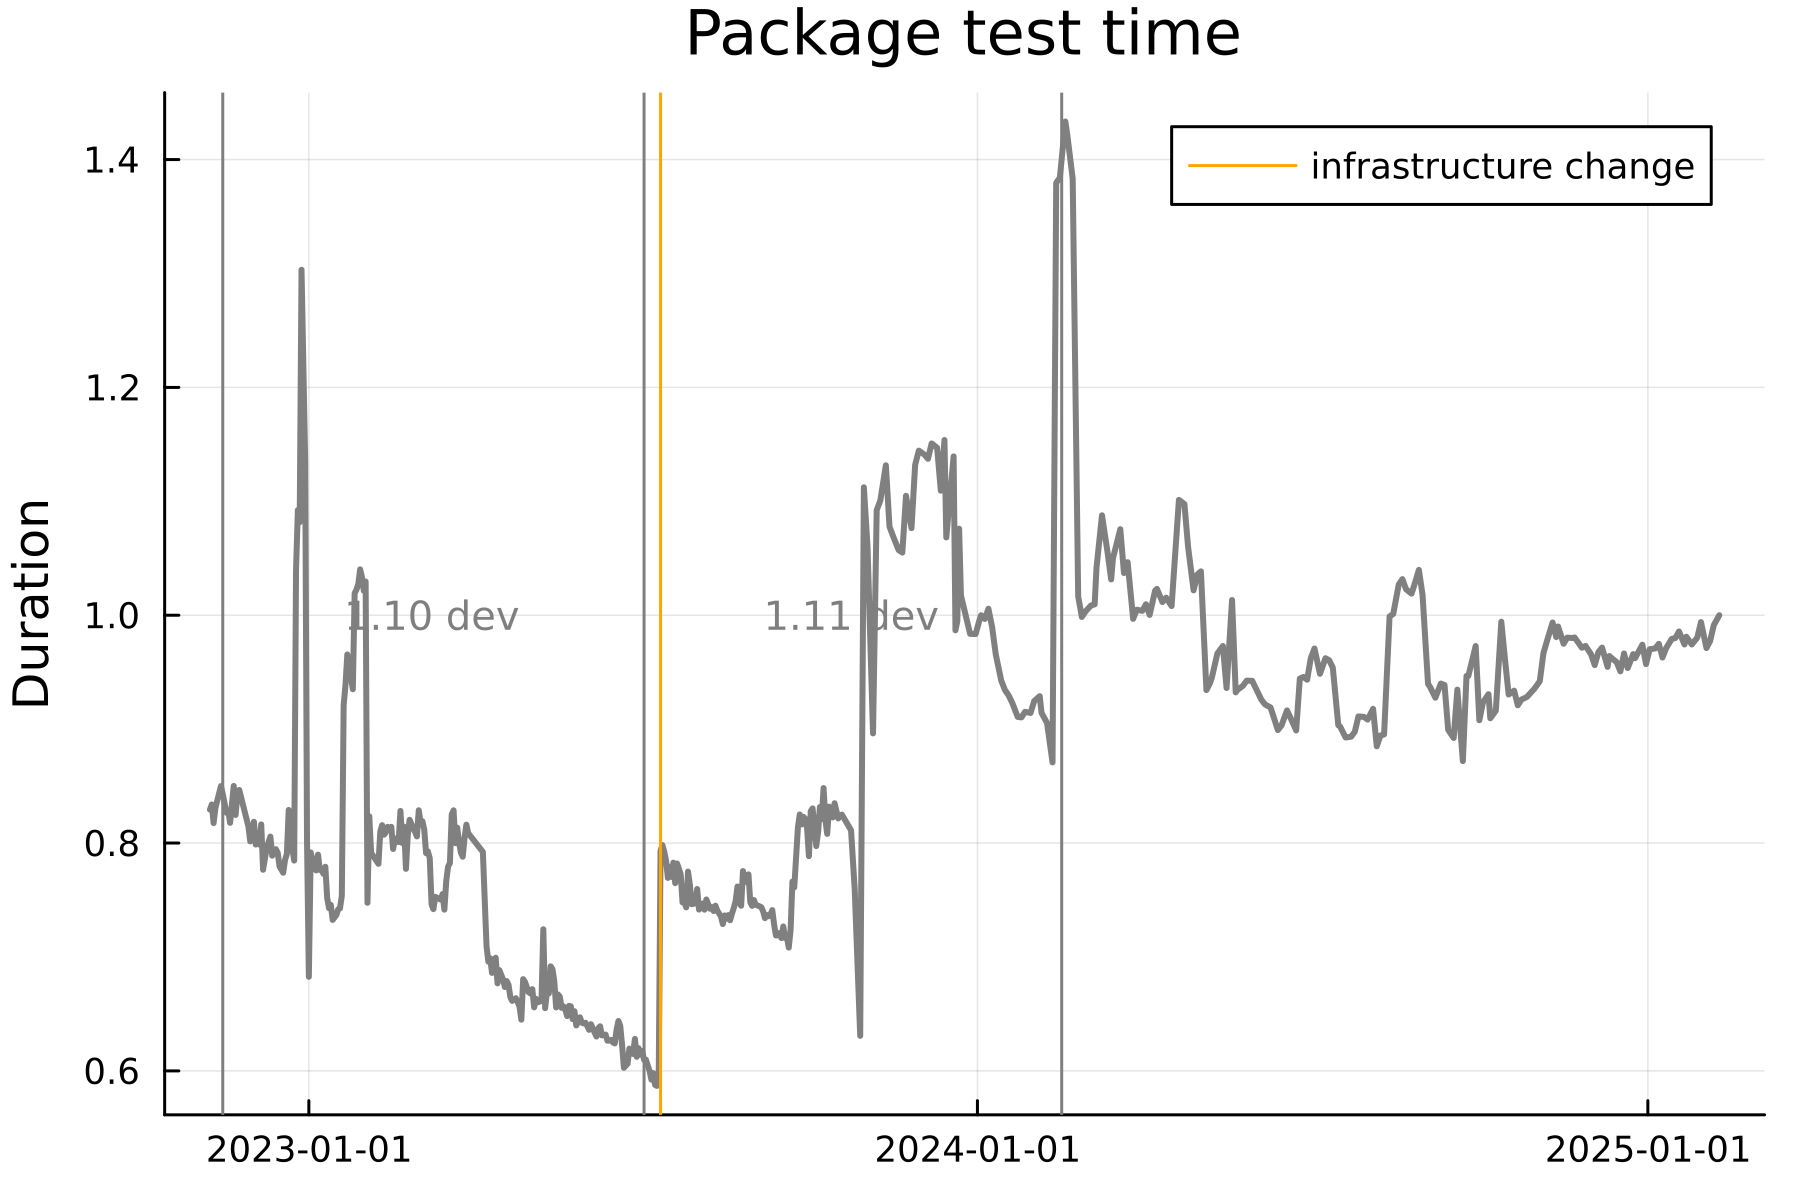 Package test time
infrastructure change
1.4
1.2
1.0
0.8
0.6
Duration
1.10 dev
1.11 dev
2023-01-01
2024-01-01
2025-01-01